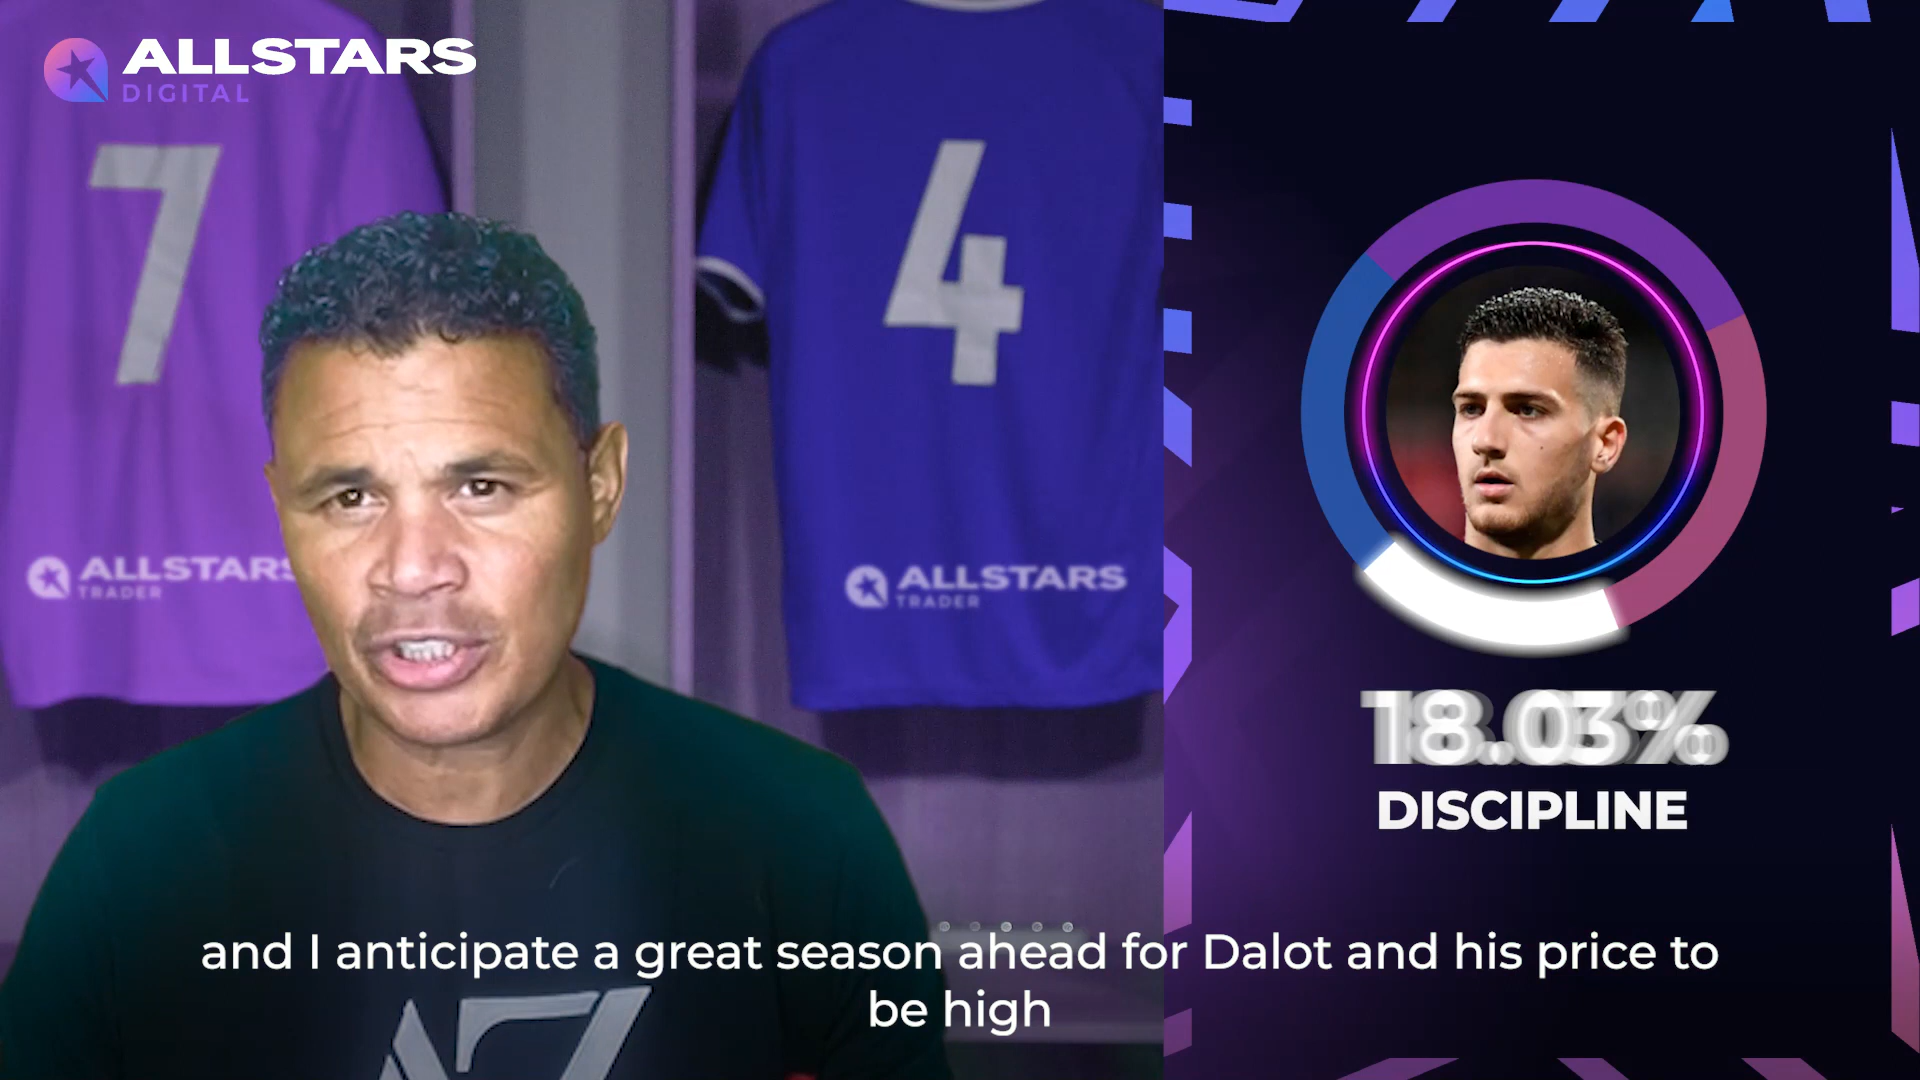 ALLSTARS
DIGITAL
7
4
ALLSTARS
TRADER
ALLSTARS
TRADER
18.03%
DISCIPLINE
and I anticipate a great season ahead for Dalot and his price to
be high